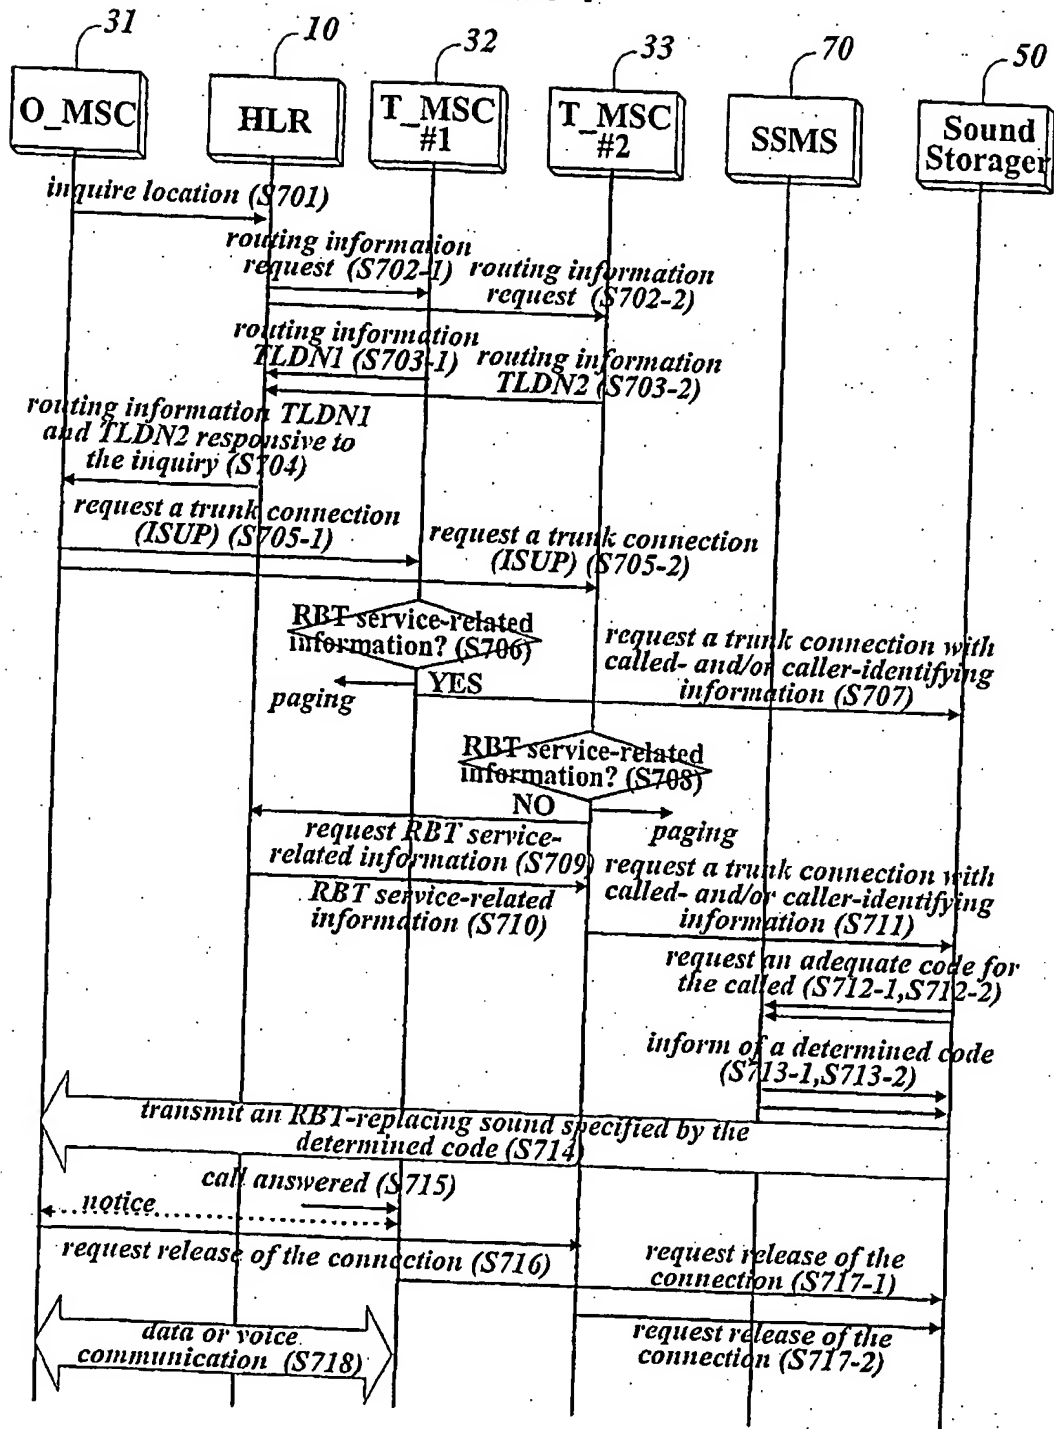 31
10
32
33
70
50
O_MSC
HLR
T_MSC
#1
T_MSC
#2
SSMS
Sound
Storager
inquire location (S701)
routing information
request (S702-1)
routing information
request (S702-2)
routing information
TLDN1 (S703-1)
routing information
TLDN2 (S703-2)
routing information TLDN1
and TLDN2 responsive to
the inquiry (S704)
request a trunk connection
(ISUP) (S705-1)
request a trunk connection
(ISUP) (S705-2)
RBT service-related
information? (S706)
YES
paging
request a trunk connection with
called- and/or caller-identifying
information (S707)
RBT service-related
information? (S708)
NO
paging
request RBT service-
related information (S709)
RBT service-related
information (S710)
request a trunk connection with
called- and/or caller-identifying
information (S711)
request an adequate code for
the called (S712-1,S712-2)
inform of a determined code
(S713-1,S713-2)
transmit an RBT-replacing sound specified by the
determined code (S714)
call answered (S715)
notice
request release of the connection (S716)
request release of the
connection (S717-1)
request release of the
connection (S717-2)
data or voice
communication (S718)